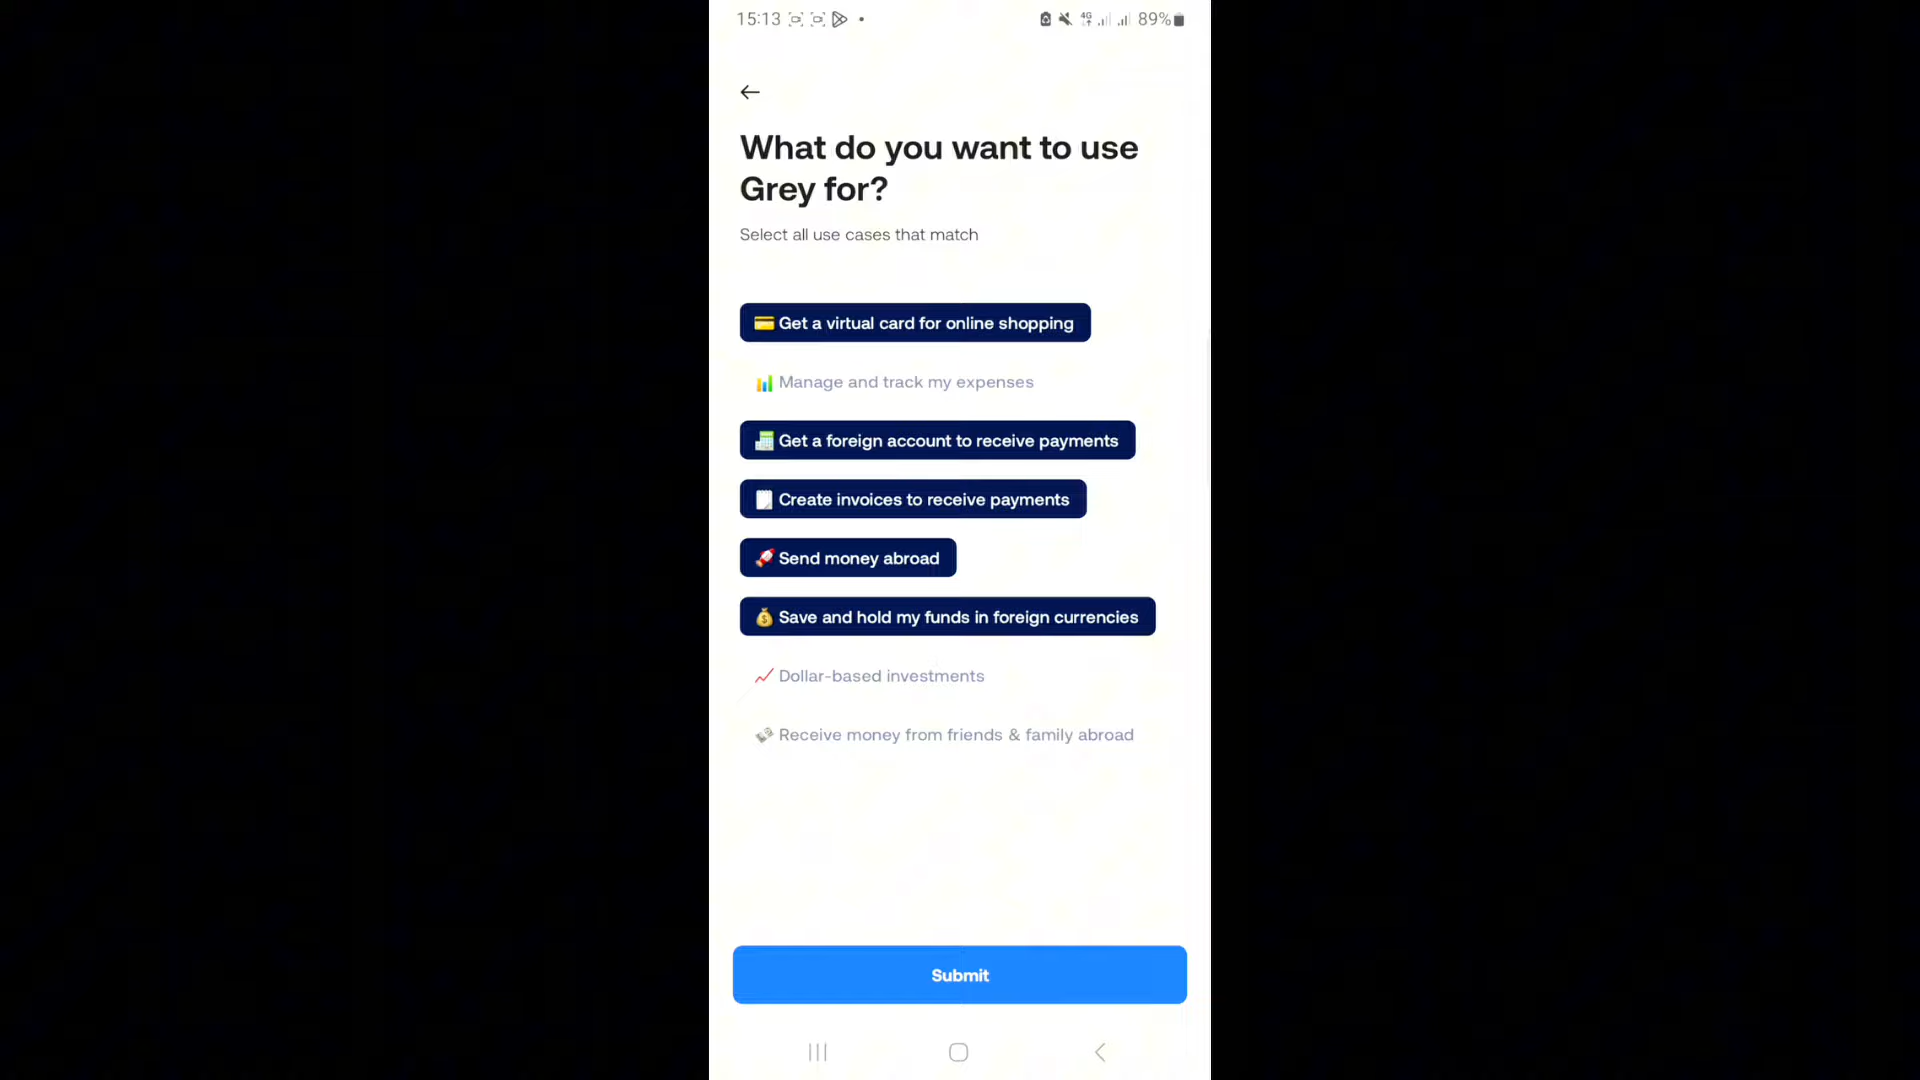 15:13
4G
89%
What do you want to use
Grey for?
Select all use cases that match
Get a virtual card for online shopping
Manage and track my expenses
Get a foreign account to receive payments
Create invoices to receive payments
Send money abroad
Save and hold my funds in foreign currencies
Dollar-based investments
Receive money from friends & family abroad
Submit